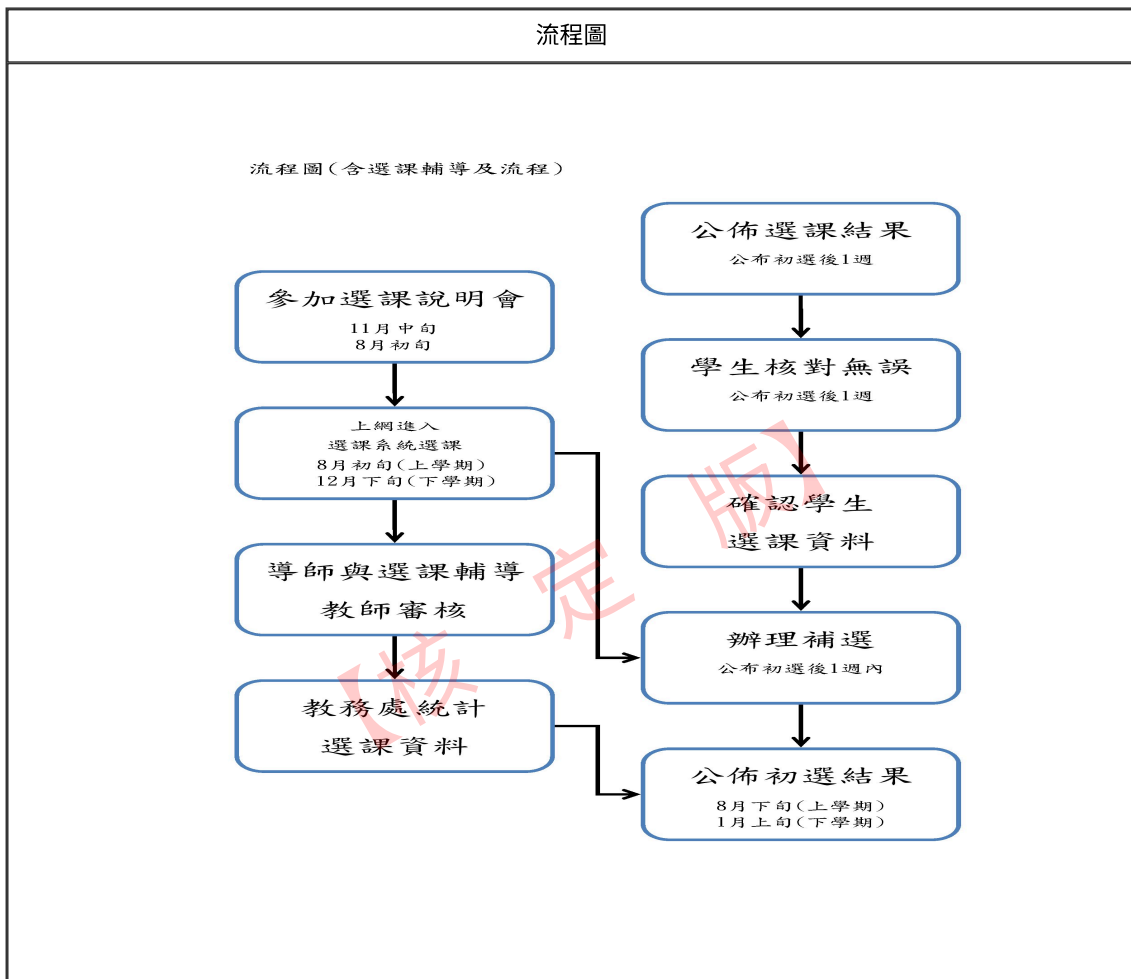 流程圖
流程圖(含選課輔導及流程)
參加選課說明會
11月中旬
8月初旬
上網進入
選課系統選課
8月初旬(上學期)
12月下旬(下學期)
導師與選課輔導
教師審核
教務處統計
選課資料
公佈選課結果
公布初選後1週
學生核對無誤
公布初選後1週
確認學生
選課資料
辦理補選
公布初選後1週內
公佈初選結果
8月下旬(上學期)
1月上旬(下學期)
【核定版】